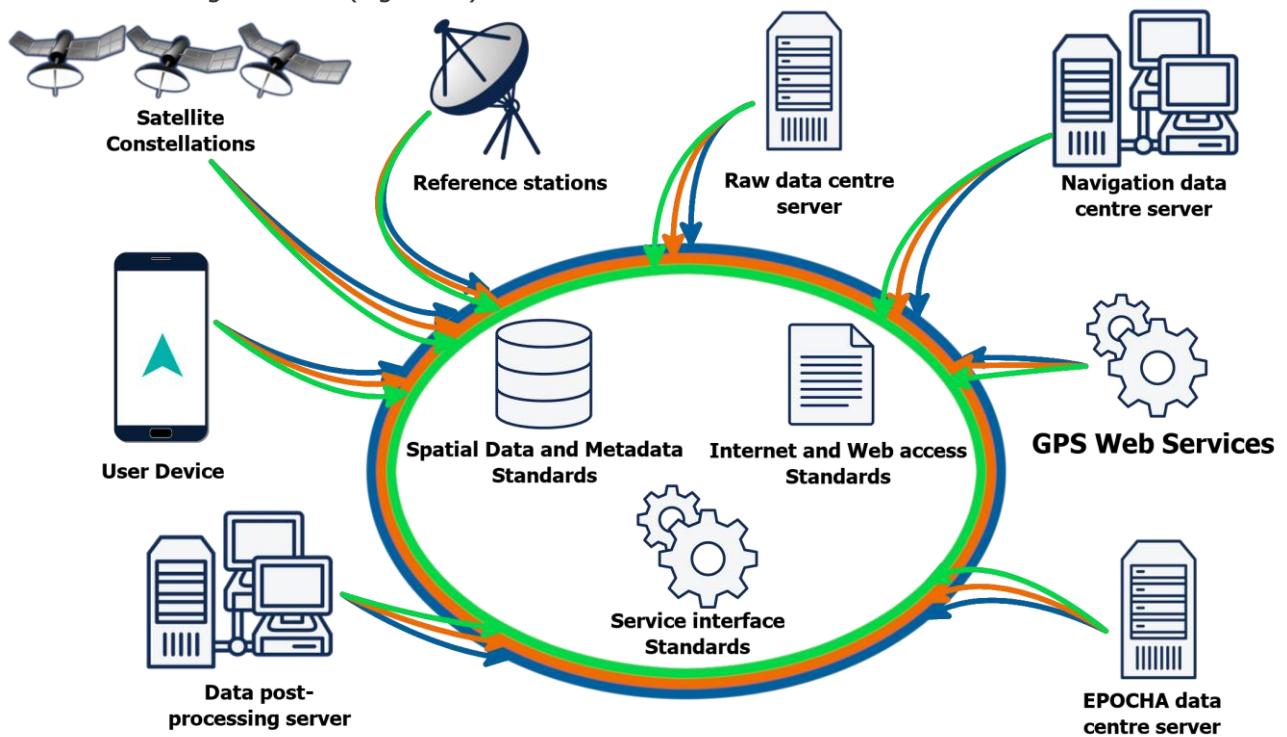 Satellite
Constellations
Reference stations
Raw data centre
server
Navigation data
centre server
User Device
Spatial Data and Metadata
Standards
Internet and Web access
Standards
GPS Web Services
Service interface
Standards
Data post-
processing server
EPOCHA data
centre server